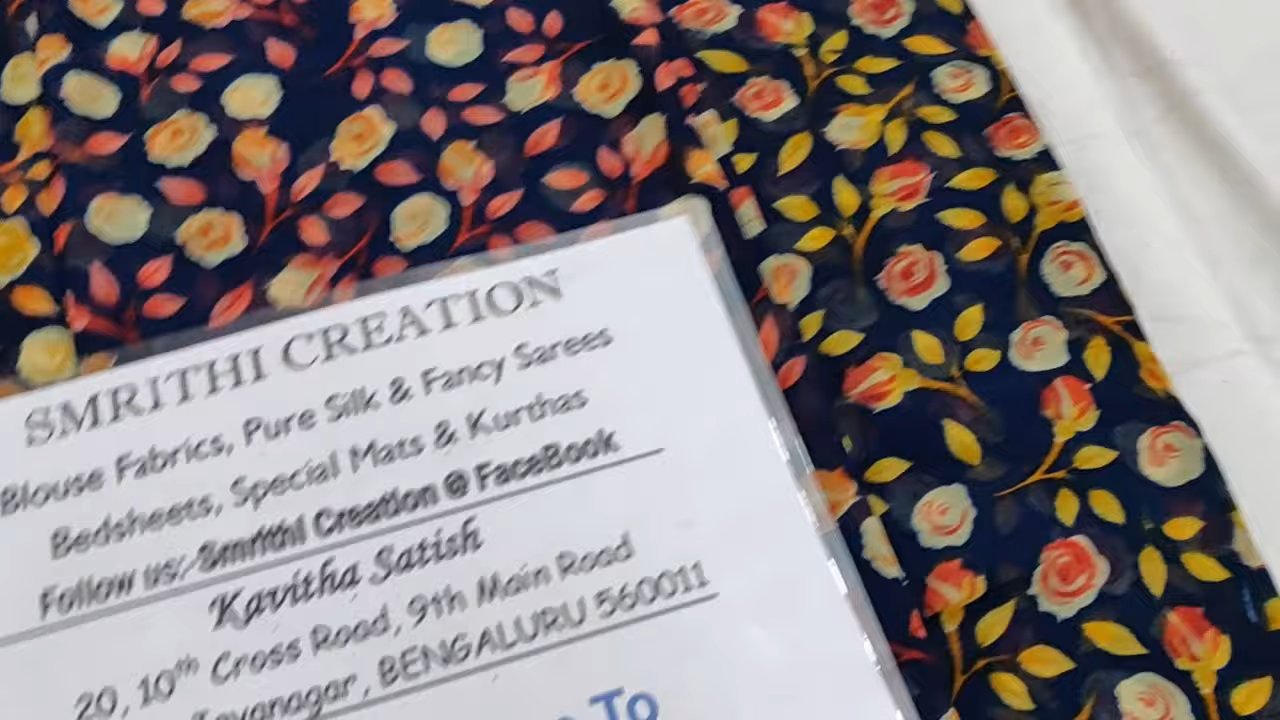 SMRITHI CREATION
Blouse Fabrics, Pure Silk & Fancy Sarees
Bedsheets, Special Mats & Kurthas
Follow us:- Smrithi Creation @ FaceBook
Kavitha Satish
20, 10th Cross Road, 9th Main Road
Jayanagar, BENGALURU 560011
To